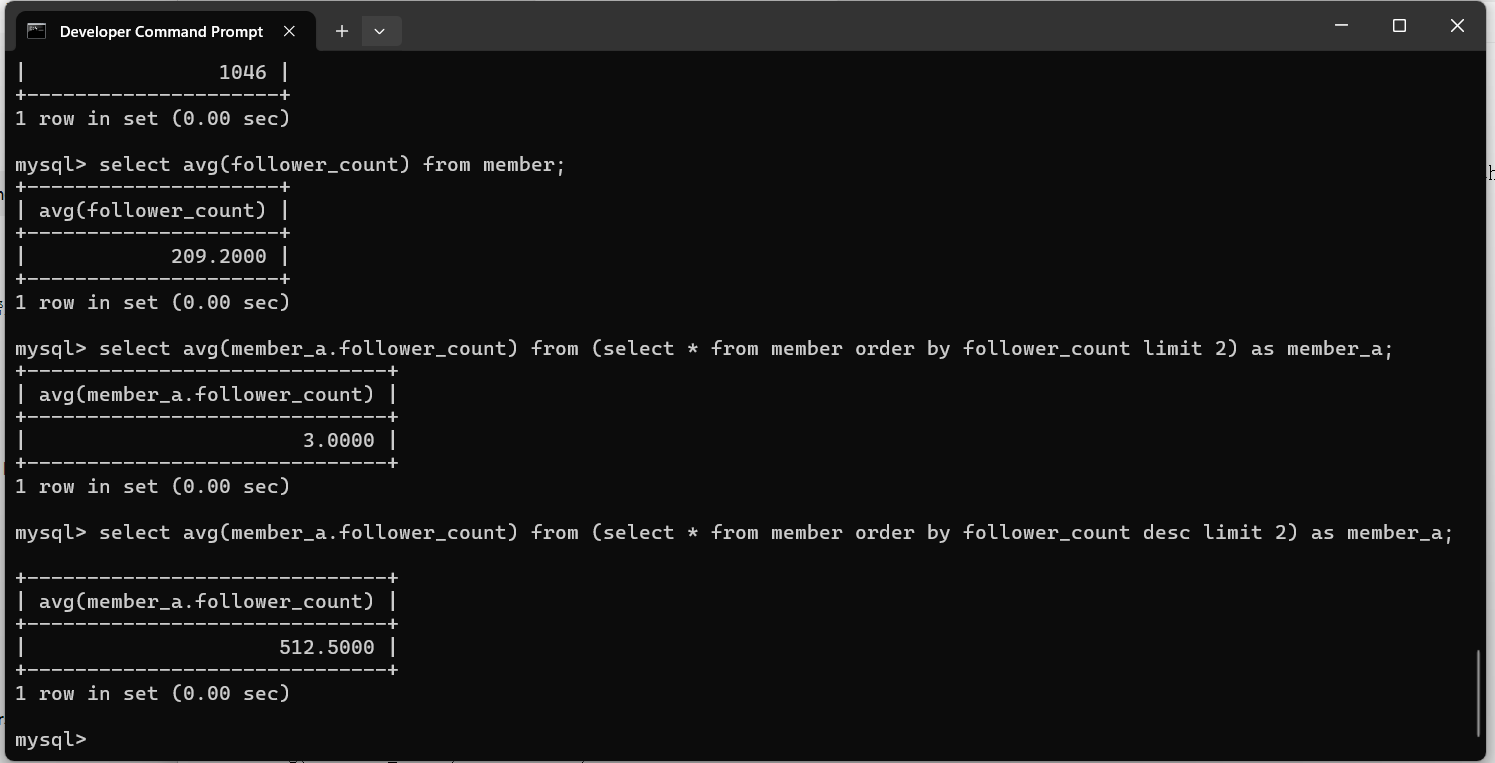 Developer Command Prompt
|                1046 |
+---------------------+
1 row in set (0.00 sec)
mysql> select avg(follower_count) from member;
+---------------------+
| avg(follower_count) |
+---------------------+
|            209.2000 |
+---------------------+
1 row in set (0.00 sec)
mysql> select avg(member_a.follower_count) from (select * from member order by follower_count limit 2) as member_a;
+------------------------------+
| avg(member_a.follower_count) |
+------------------------------+
|                       3.0000 |
+------------------------------+
1 row in set (0.00 sec)
mysql> select avg(member_a.follower_count) from (select * from member order by follower_count desc limit 2) as member_a;
+------------------------------+
| avg(member_a.follower_count) |
+------------------------------+
|                     512.5000 |
+------------------------------+
1 row in set (0.00 sec)
mysql>